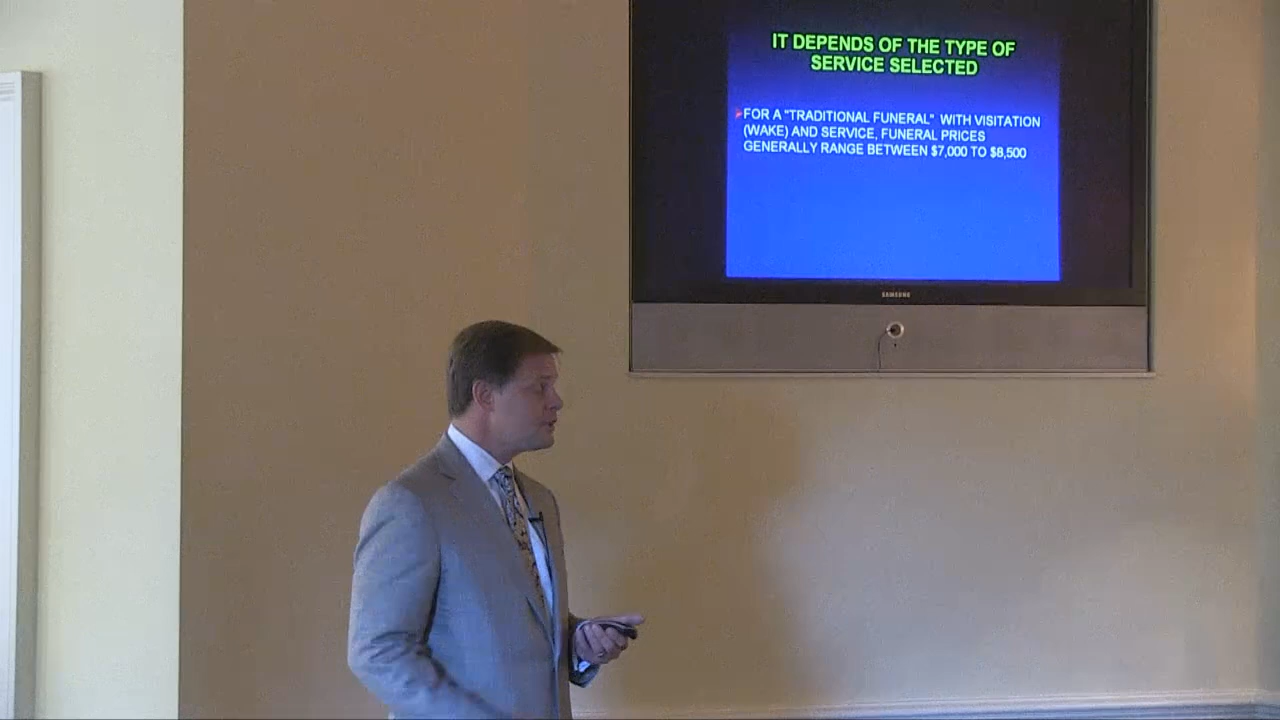 IT DEPENDS OF THE TYPE OF
SERVICE SELECTED
FOR A "TRADITIONAL FUNERAL" WITH VISITATION
(WAKE) AND SERVICE, FUNERAL PRICES
GENERALLY RANGE BETWEEN $7,000 TO $8,500
SAMSUNG